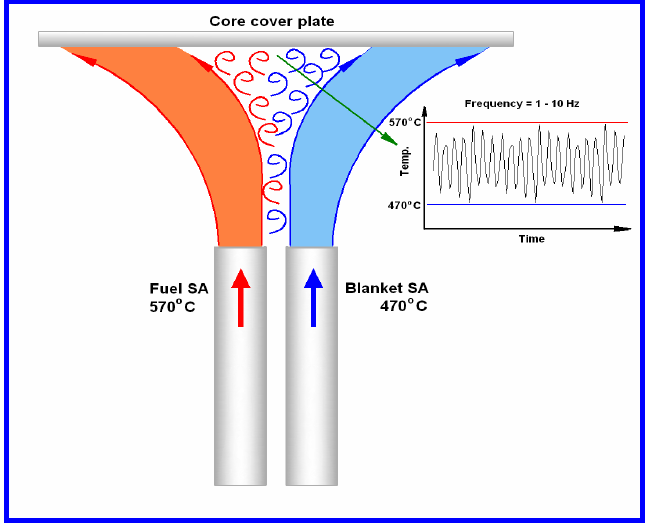 Core cover plate
Frequency = 1 - 10 Hz
570°C
Temp.
470°C
Time
Fuel SA
570°C
Blanket SA
470°C